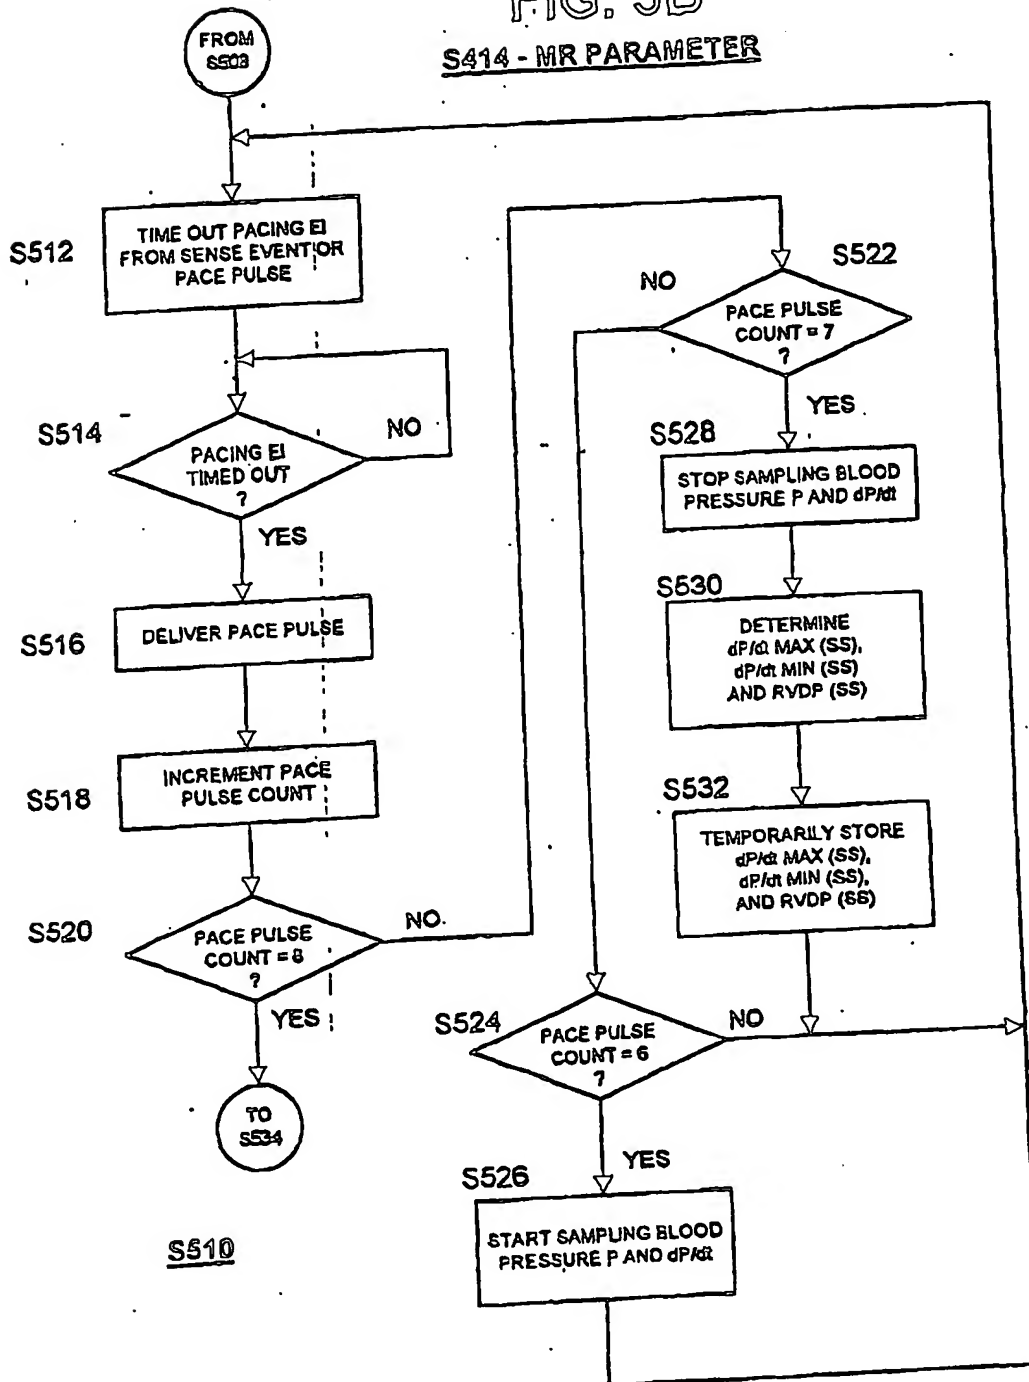 FIG. 5B
S414 - MR PARAMETER
FROM
S508
S512
TIME OUT PACING EI
FROM SENSE EVENT OR
PACE PULSE
S514
PACING EI
TIMED OUT
?
NO
YES
S516
DELIVER PACE PULSE
S518
INCREMENT PACE
PULSE COUNT
S520
PACE PULSE
COUNT = 8
?
NO
YES
TO
S534
S510
S522
NO
PACE PULSE
COUNT = 7
?
YES
S528
STOP SAMPLING BLOOD
PRESSURE P AND dP/dt
S530
DETERMINE
dP/dt MAX (SS),
dP/dt MIN (SS)
AND RVDP (SS)
S532
TEMPORARILY STORE
dP/dt MAX (SS),
dP/dt MIN (SS),
AND RVDP (SS)
S524
PACE PULSE
COUNT = 6
?
NO
YES
S526
START SAMPLING BLOOD
PRESSURE P AND dP/dt